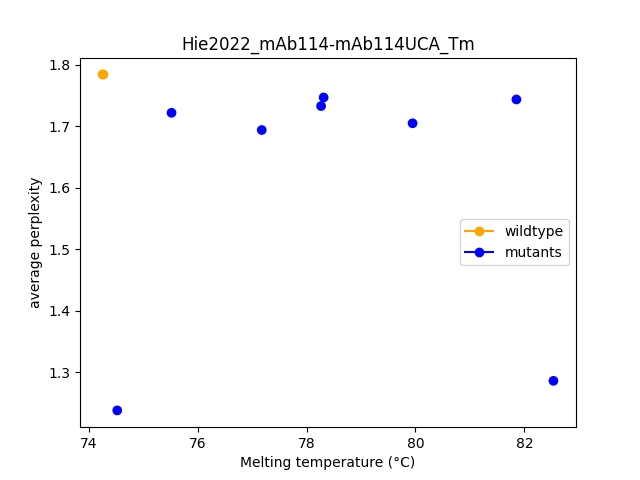 Hie2022_mAb114-mAb114UCA_Tm
1.8
1.7
1.6
1.5
1.4
1.3
average perplexity
wildtype
mutants
74
76
78
80
82
Melting temperature (°C)